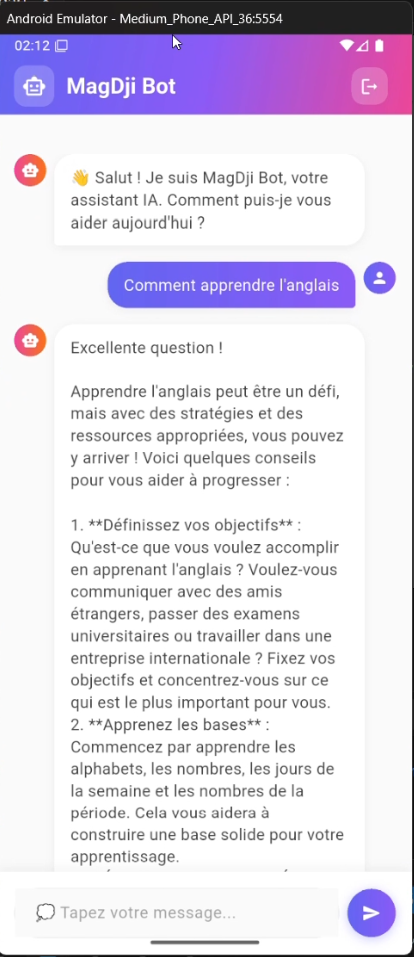 Android Emulator - Medium_Phone_API_36:5554
02:12
MagDji Bot
👋 Salut ! Je suis MagDji Bot, votre
assistant IA. Comment puis-je vous
aider aujourd'hui ?
Comment apprendre l'anglais
Excellente question !
Apprendre l'anglais peut être un défi,
mais avec des stratégies et des
ressources appropriées, vous pouvez
y arriver ! Voici quelques conseils
pour vous aider à progresser :
1. **Définissez vos objectifs** :
Qu'est-ce que vous voulez accomplir
en apprenant l'anglais ? Voulez-vous
communiquer avec des amis
étrangers, passer des examens
universitaires ou travailler dans une
entreprise internationale ? Fixez vos
objectifs et concentrez-vous sur ce
qui est le plus important pour vous.
2. **Apprenez les bases** :
Commencez par apprendre les
alphabets, les nombres, les jours de
la semaine et les nombres de la
période. Cela vous aidera à
construire une base solide pour votre
apprentissage.
💭 Tapez votre message...